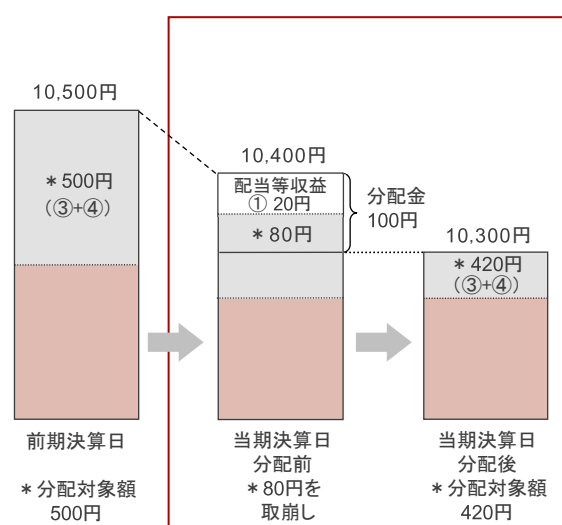 10,500円
＊500円
（③+④）
前期決算日
＊分配対象額
500円
10,400円
配当等収益
① 20円
＊80円
分配金
100円
当期決算日
分配前
＊80円を
取崩し
10,300円
＊420円
（③+④）
当期決算日
分配後
＊分配対象額
420円